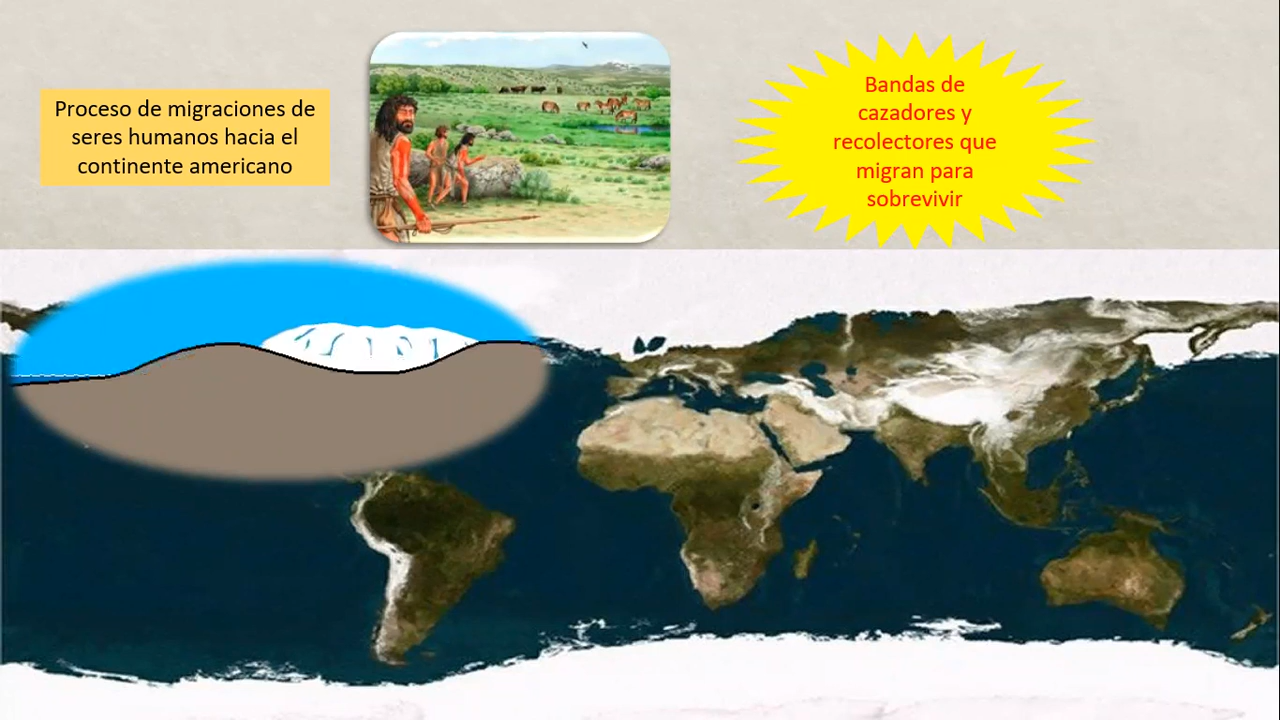 Proceso de migraciones de
seres humanos hacia el
continente americano
Bandas de
cazadores y
recolectores que
migran para
sobrevivir